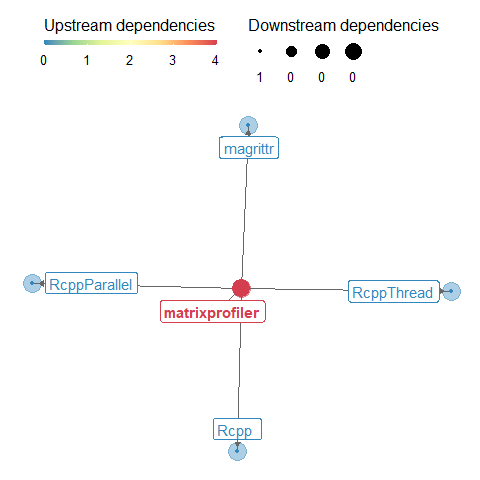 Upstream dependencies
0 1 2 3 4
Downstream dependencies
1 0 0 0
magrittr
RcppParallel
RcppThread
matrixprofiler
Rcpp